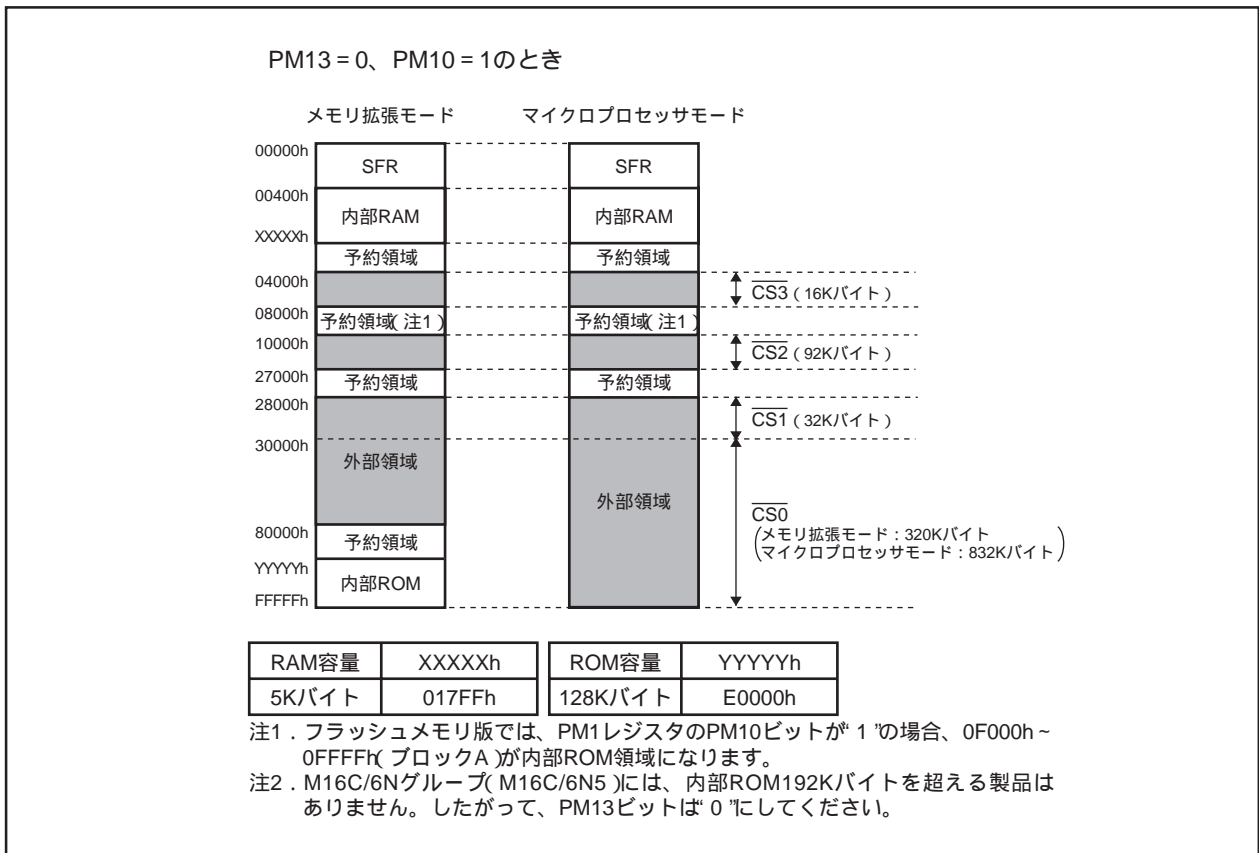 PM13 = 0、PM10 = 1のとき
メモリ拡張モード
マイクロプロセッサモード
00000h
SFR
SFR
00400h
内部RAM
内部RAM
XXXXXh
予約領域
予約領域
04000h
CS3(16Kバイト)
08000h
予約領域(注1)
予約領域(注1)
10000h
CS2(92Kバイト)
27000h
予約領域
予約領域
28000h
CS1(32Kバイト)
30000h
外部領域
外部領域
CS0
(メモリ拡張モード:320Kバイト
マイクロプロセッサモード:832Kバイト)
80000h
予約領域
YYYYYh
内部ROM
FFFFFh
RAM容量 XXXXXh ROM容量 YYYYYh
5Kバイト 017FFh 128Kバイト E0000h
注1.フラッシュメモリ版では、PM1レジスタのPM10ビットが“1”の場合、0F000h~
0FFFFh(ブロックA)が内部ROM領域になります。
注2.M16C/6Nグループ(M16C/6N5)には、内部ROM192Kバイトを超える製品は
ありません。したがって、PM13ビットは“0”にしてください。